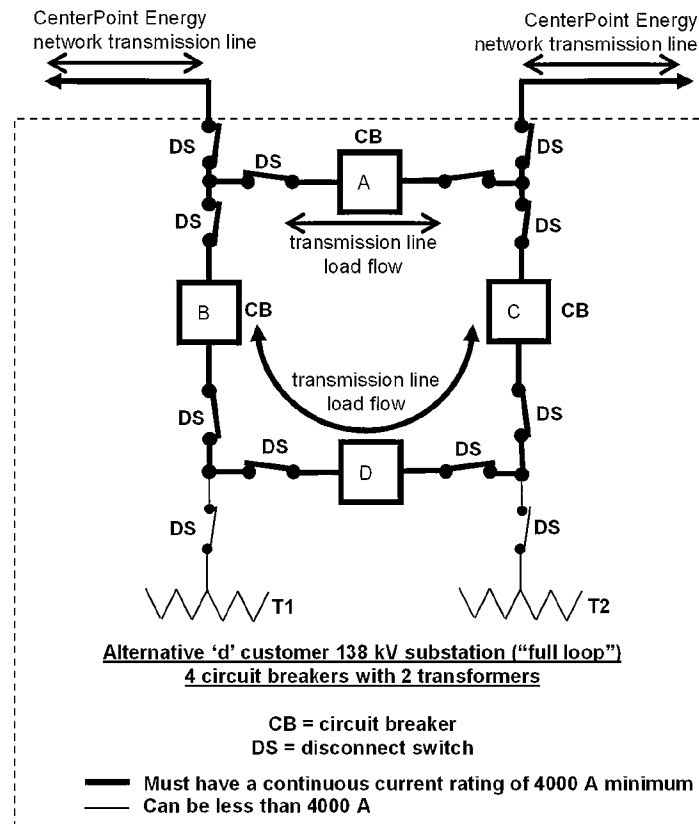 CenterPoint Energy
network transmission line
CenterPoint Energy
network transmission line
DS
DS
CB
A
DS
DS
transmission line
load flow
DS
B
CB
C
CB
transmission line
load flow
DS
DS
D
DS
DS
DS
DS
T1
T2
Alternative ‘d’ customer 138 kV substation (“full loop”)
4 circuit breakers with 2 transformers
CB = circuit breaker
DS = disconnect switch
Must have a continuous current rating of 4000 A minimum
Can be less than 4000 A